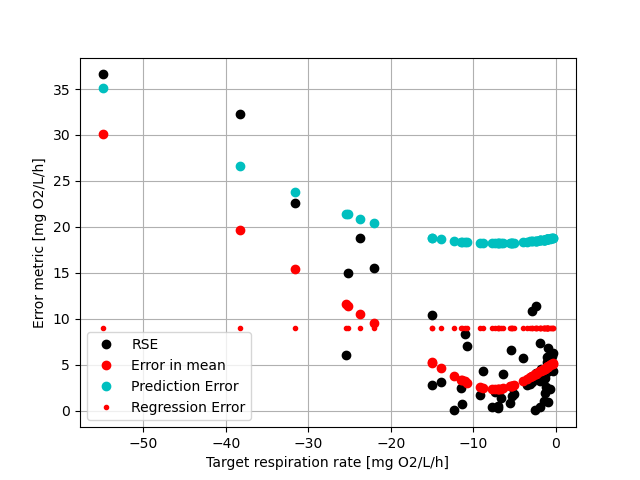 35
30
25
20
15
10
5
0
Error metric [mg O2/L/h]
RSE
Error in mean
Prediction Error
Regression Error
−50 −40 −30 −20 −10 0
Target respiration rate [mg O2/L/h]